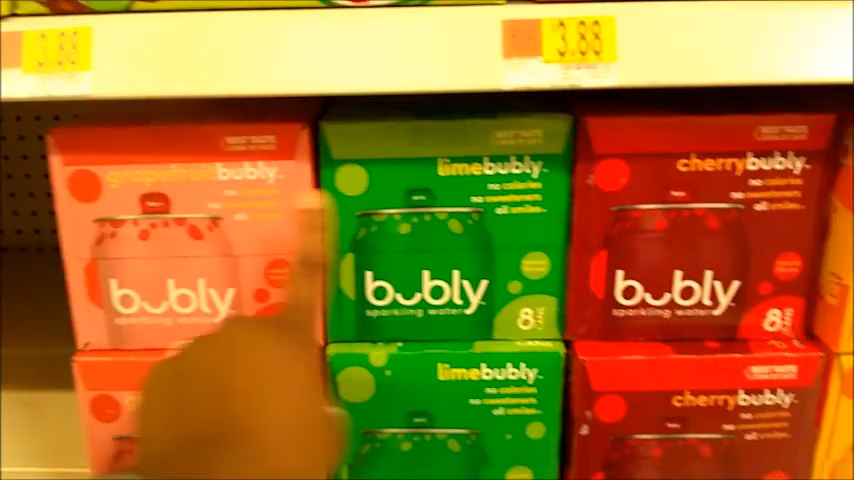 3.88
3.88
grapefruitbubly
limebubly
no calories
no sweeteners
all smiles
cherrybubly
no calories
no sweeteners
all smiles
bubly
sparkling water
bubly
sparkling water
8 CANS
bubly
sparkling water
8 CANS
limebubly
no calories
no sweeteners
all smiles
cherrybubly
no calories
no sweeteners
all smiles